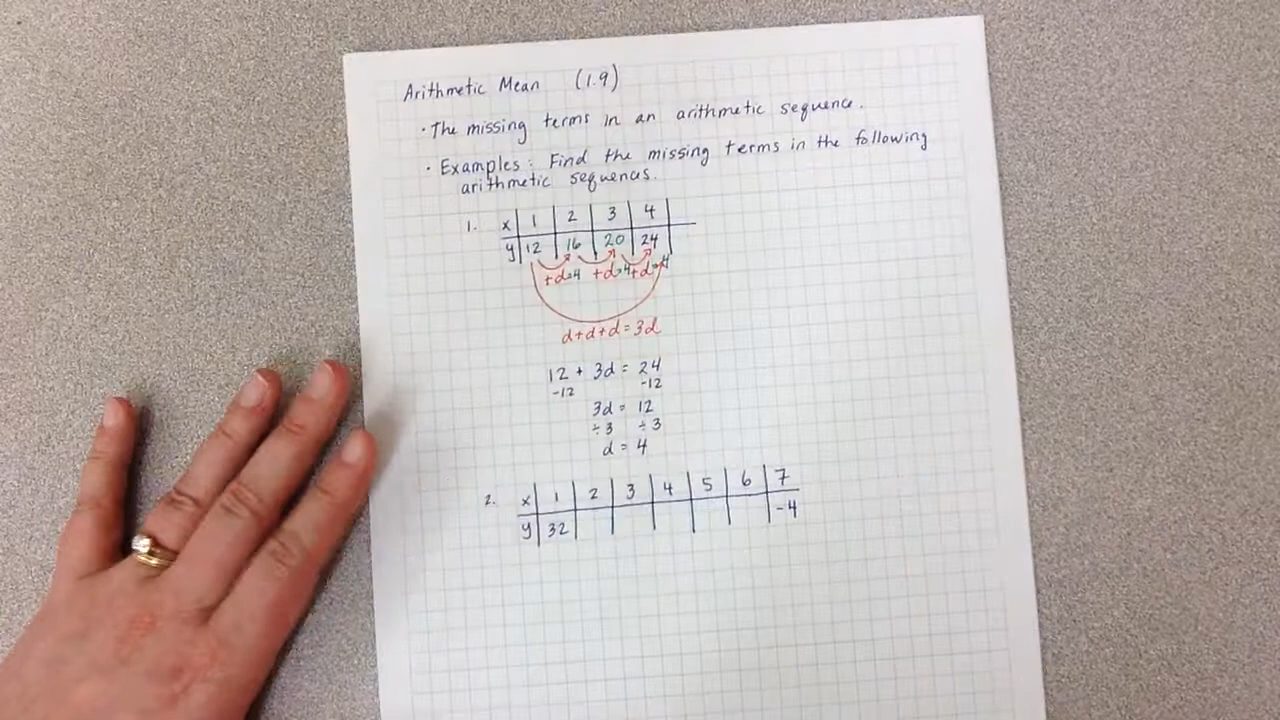 Arithmetic Mean (1.9)
· The missing terms in an arithmetic sequence.
· Examples: Find the missing terms in the following
arithmetic sequences.
1. x 1 2 3 4
y 12 16 20 24
+d=4 +d=4 +d=4
d+d+d=3d
12 + 3d = 24
-12 -12
3d = 12
÷3 ÷3
d = 4
2. x 1 2 3 4 5 6 7
y 32 -4